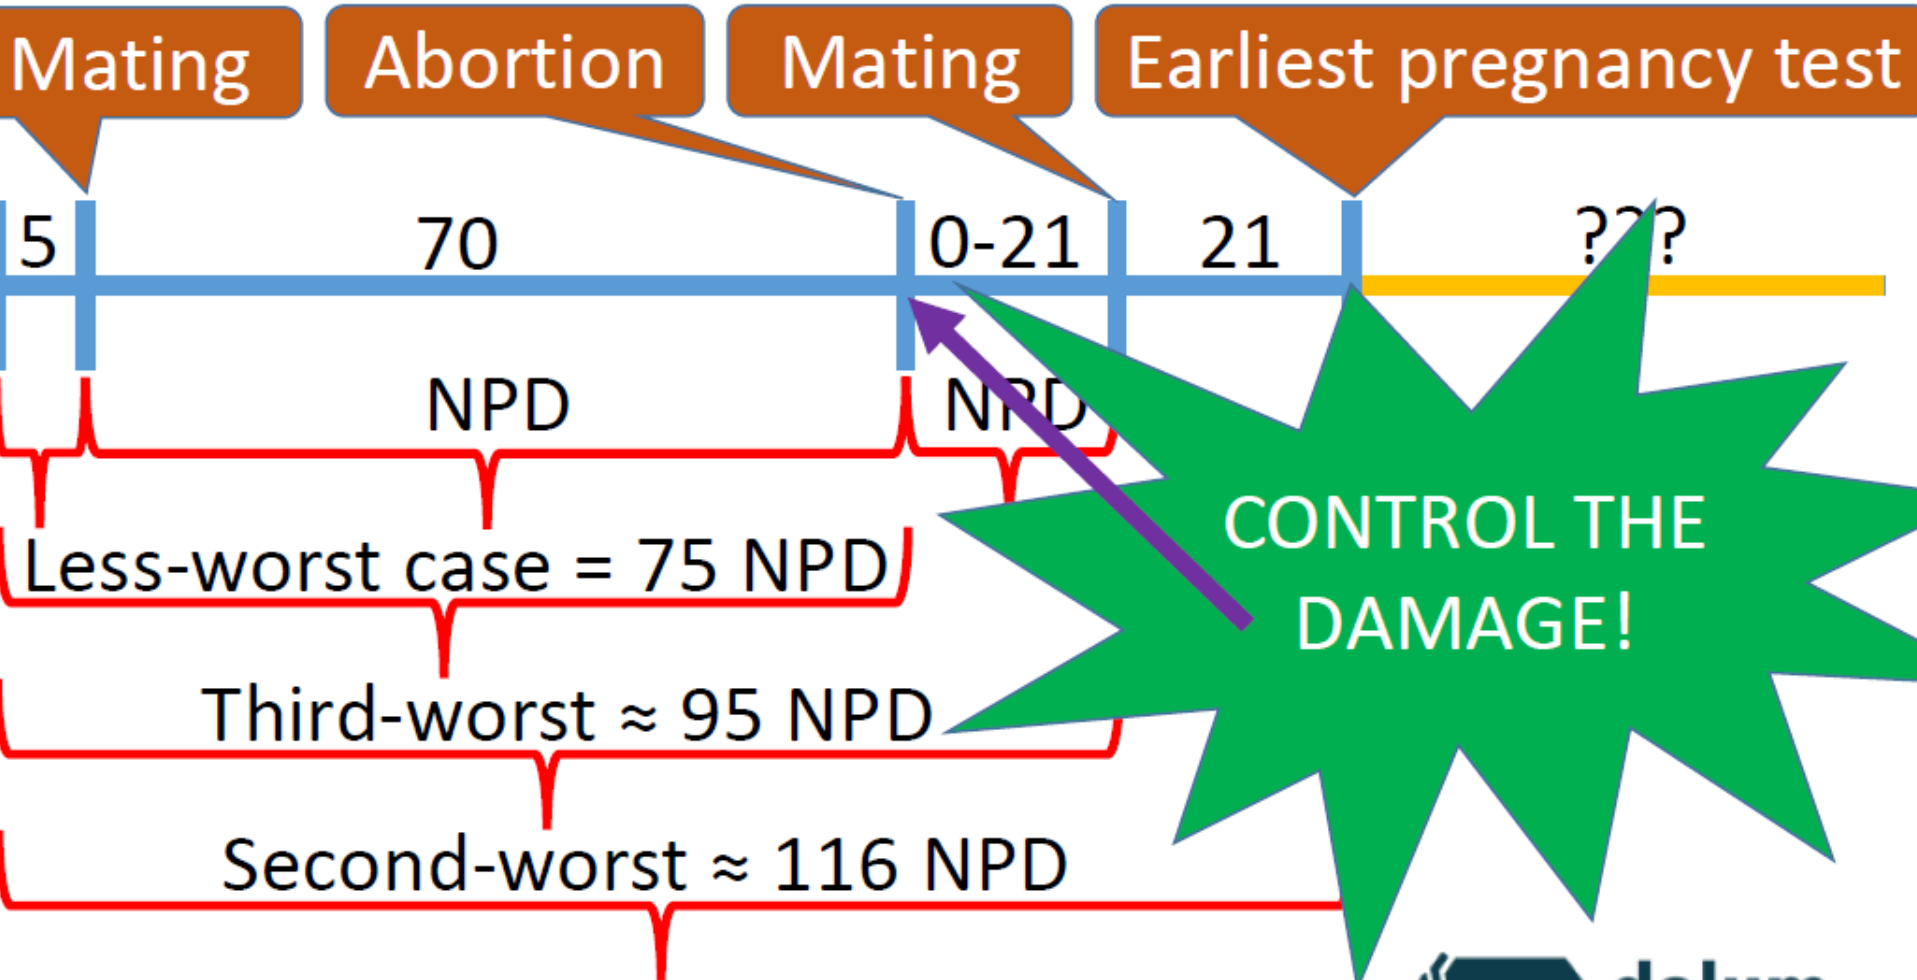 Mating
Abortion
Mating
Earliest pregnancy test
5
70
0-21
21
???
NPD
NPD
Less-worst case = 75 NPD
CONTROL THE
DAMAGE!
Third-worst ≈ 95 NPD
Second-worst ≈ 116 NPD